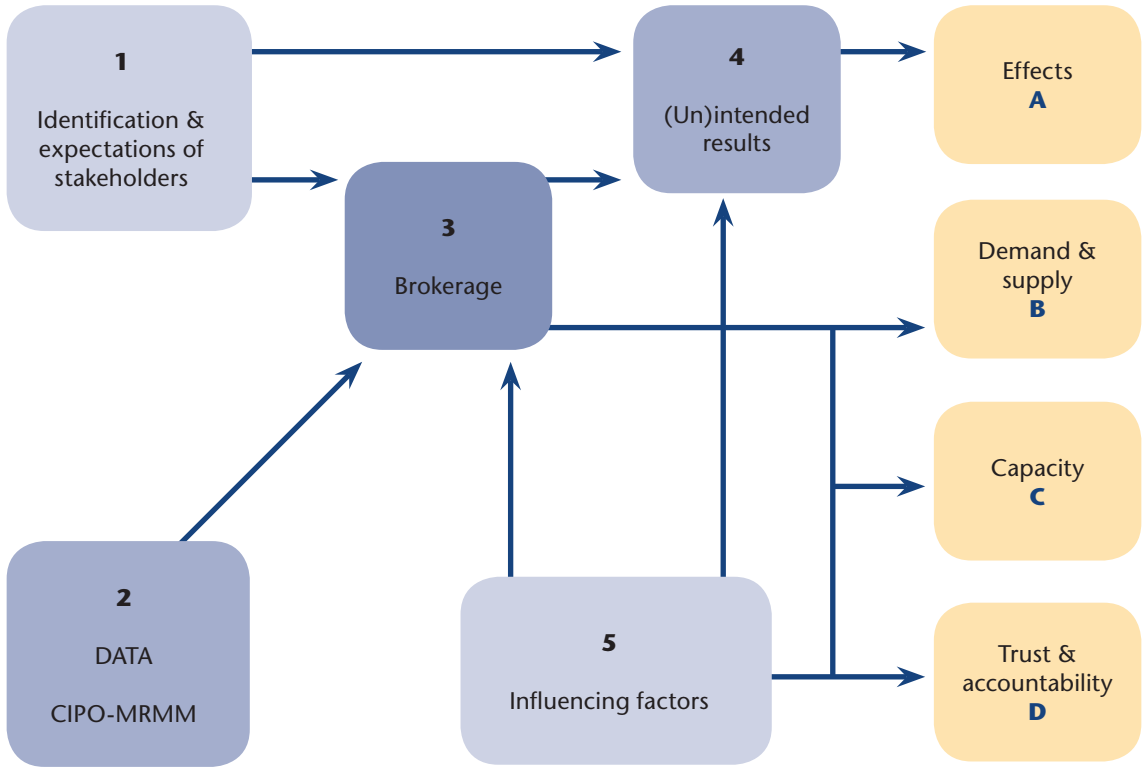 1
Identification &
expectations of
stakeholders
4
(Un)intended
results
Effects
A
3
Brokerage
Demand &
supply
B
Capacity
C
2
DATA
CIPO-MRMM
5
Influencing factors
Trust &
accountability
D